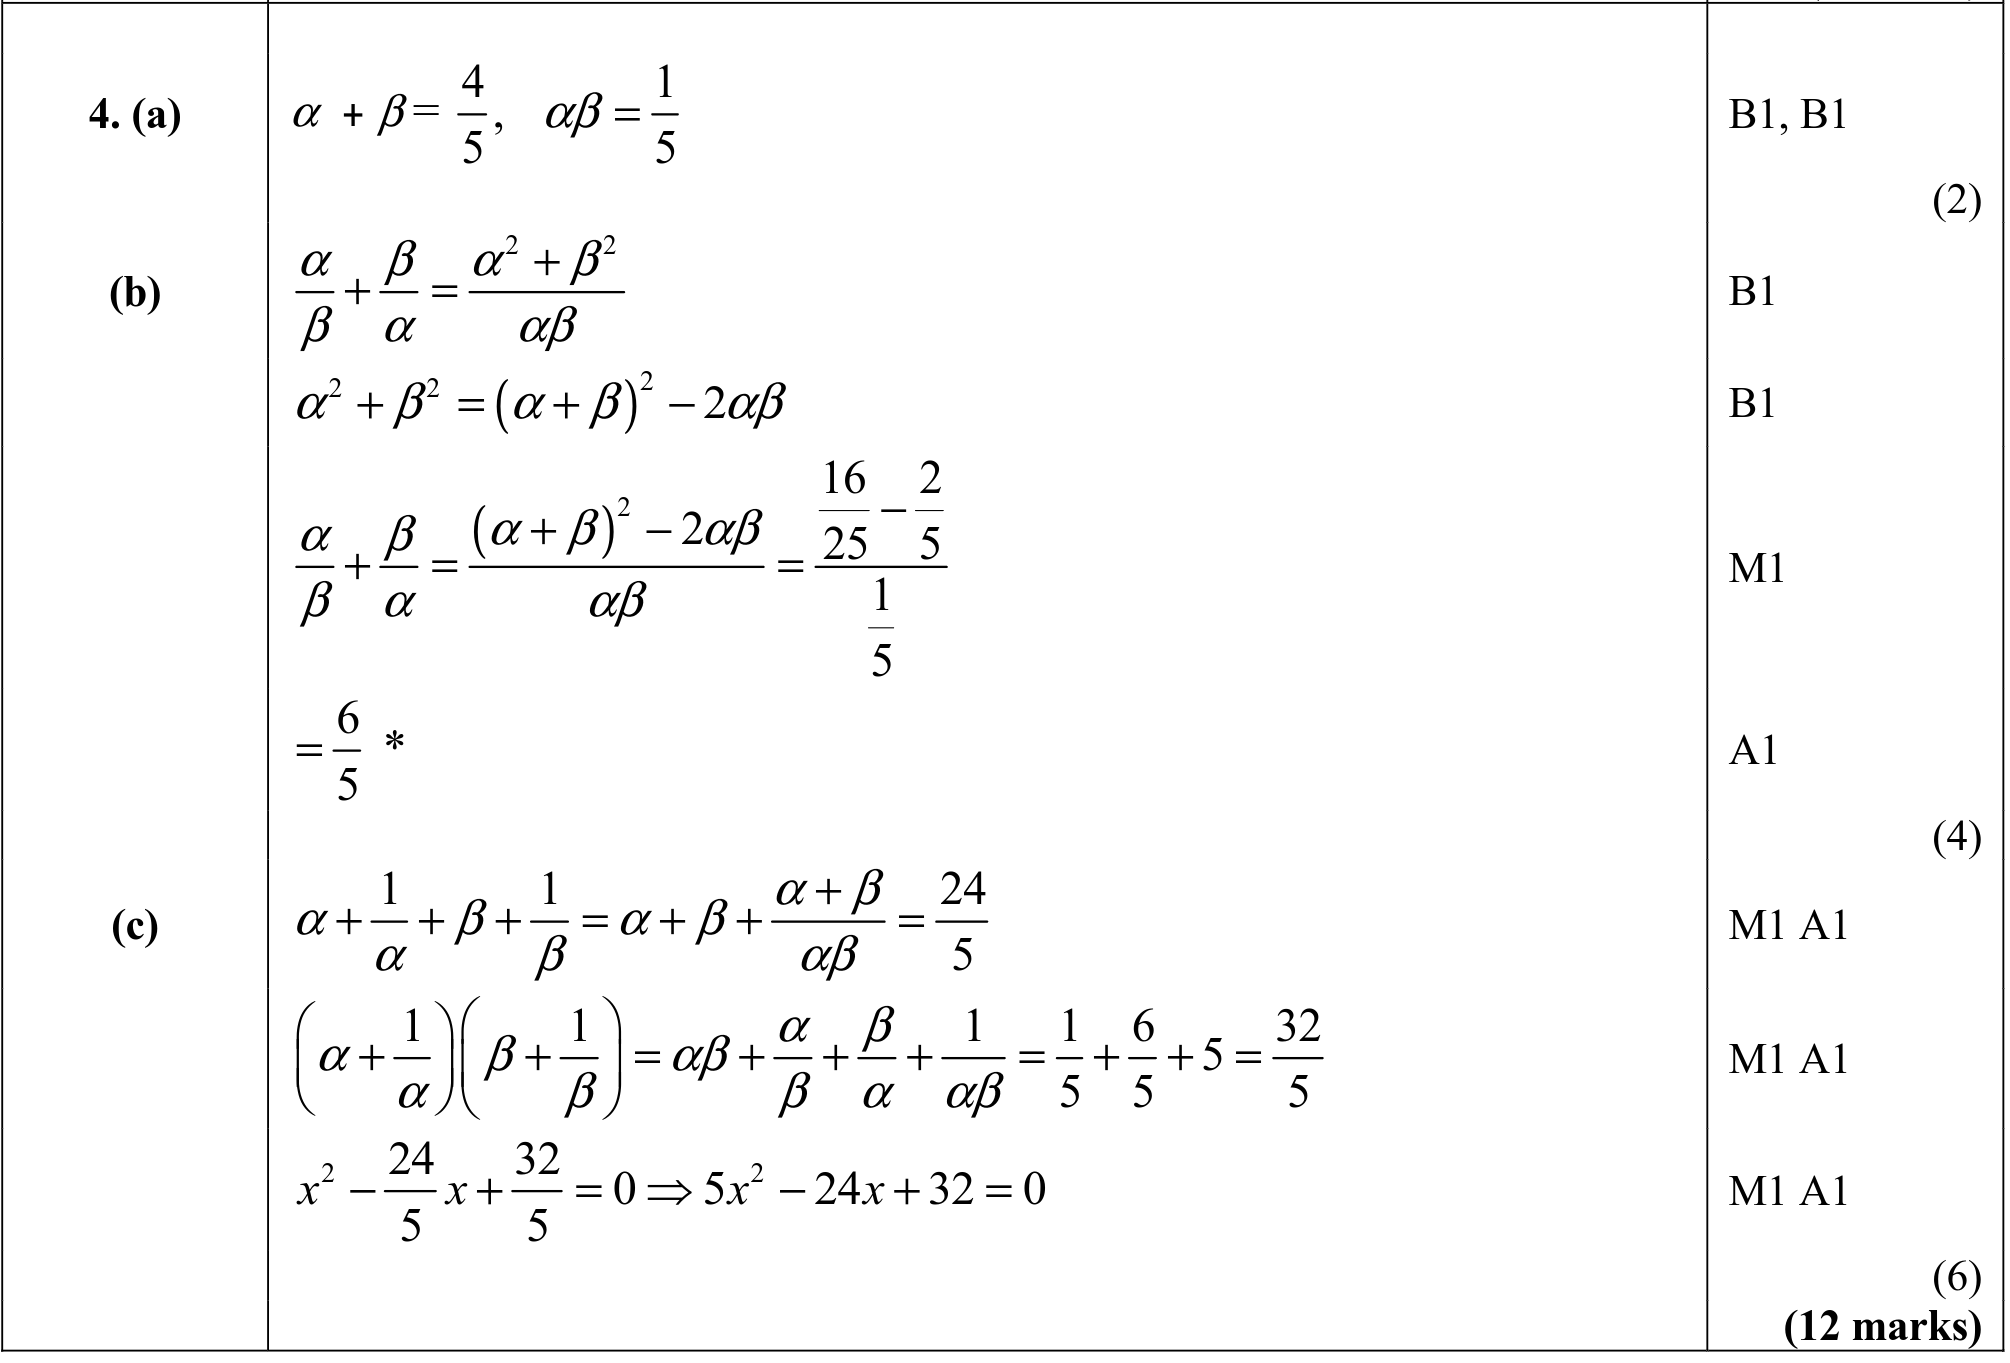 4. (a) α + β = 4/5, αβ = 1/5 B1, B1
(2)
(b) α/β + β/α = (α² + β²)/(αβ) B1
α² + β² = (α + β)² − 2αβ B1
α/β + β/α = ((α + β)² − 2αβ)/(αβ) = (16/25 − 2/5)/(1/5) M1
= 6/5 * A1
(4)
(c) α + 1/α + β + 1/β = α + β + (α + β)/(αβ) = 24/5 M1 A1
(α + 1/α)(β + 1/β) = αβ + α/β + β/α + 1/(αβ) = 1/5 + 6/5 + 5 = 32/5 M1 A1
x² − 24/5 x + 32/5 = 0 ⇒ 5x² − 24x + 32 = 0 M1 A1
(6)
(12 marks)